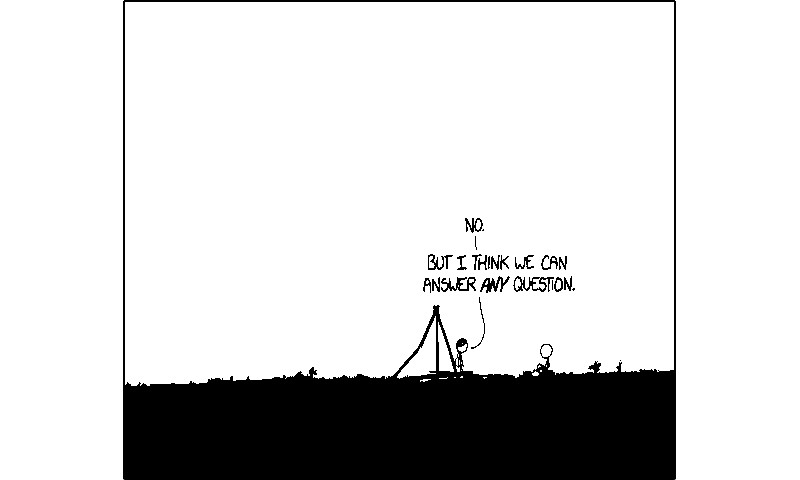 NO.
BUT I THINK WE CAN
ANSWER ANY QUESTION.